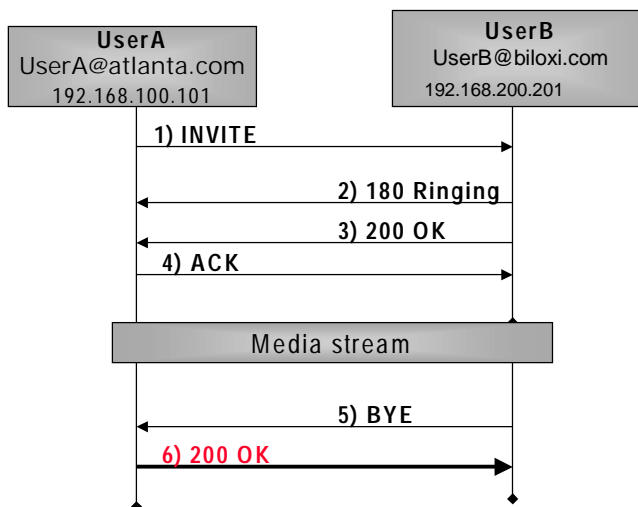 UserA
UserA@atlanta.com
192.168.100.101
UserB
UserB@biloxi.com
192.168.200.201
1) INVITE
2) 180 Ringing
3) 200 OK
4) ACK
Media stream
5) BYE
6) 200 OK